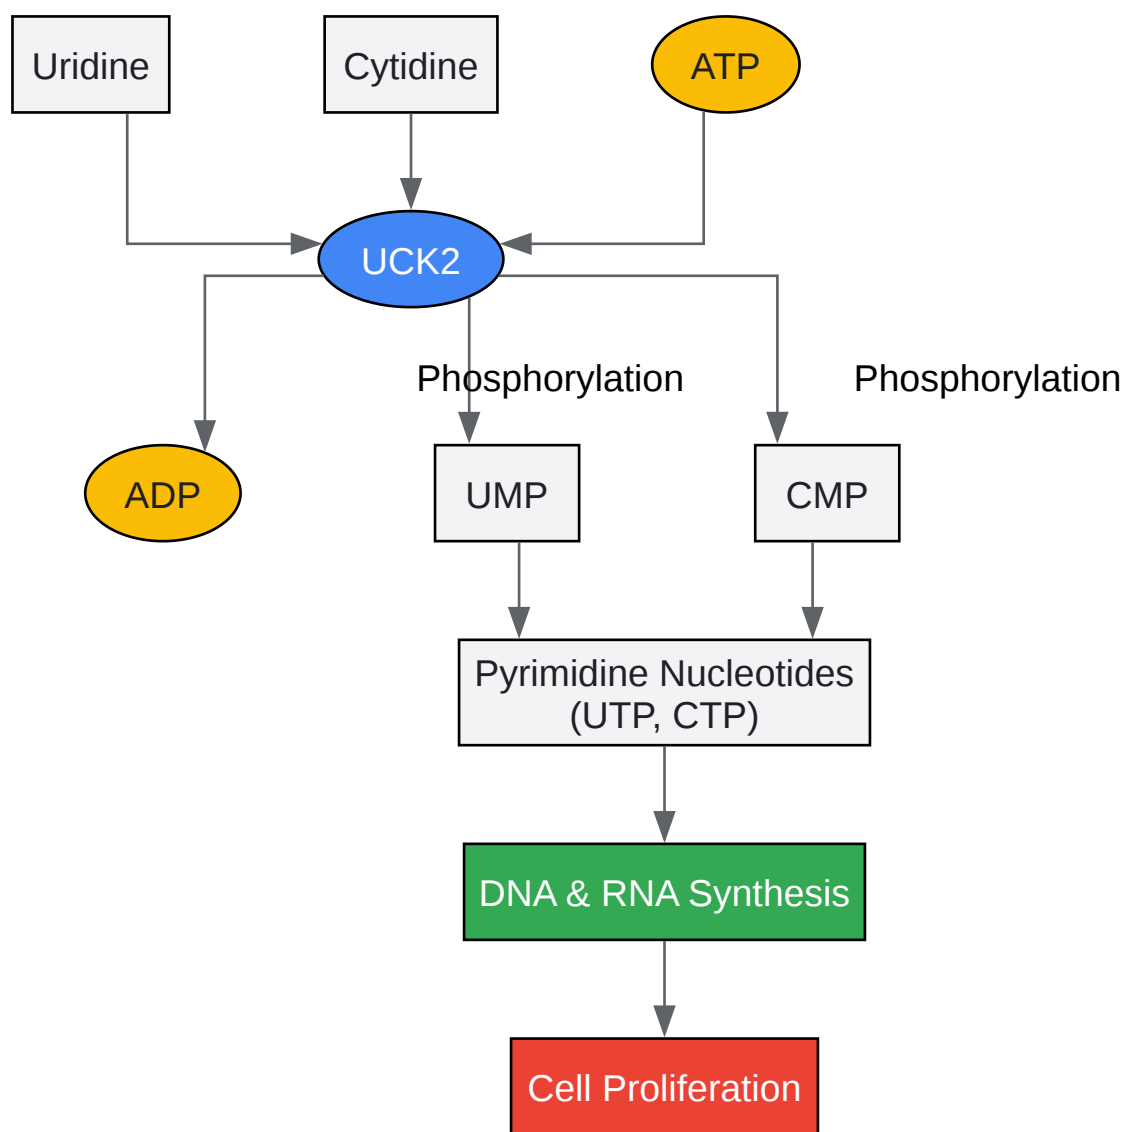 Uridine
Cytidine
ATP
UCK2
Phosphorylation
Phosphorylation
ADP
UMP
CMP
Pyrimidine Nucleotides
(UTP, CTP)
DNA & RNA Synthesis
Cell Proliferation